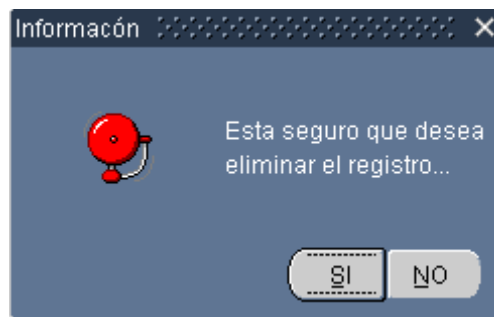 Informacón
Esta seguro que desea
eliminar el registro...
SI
NO